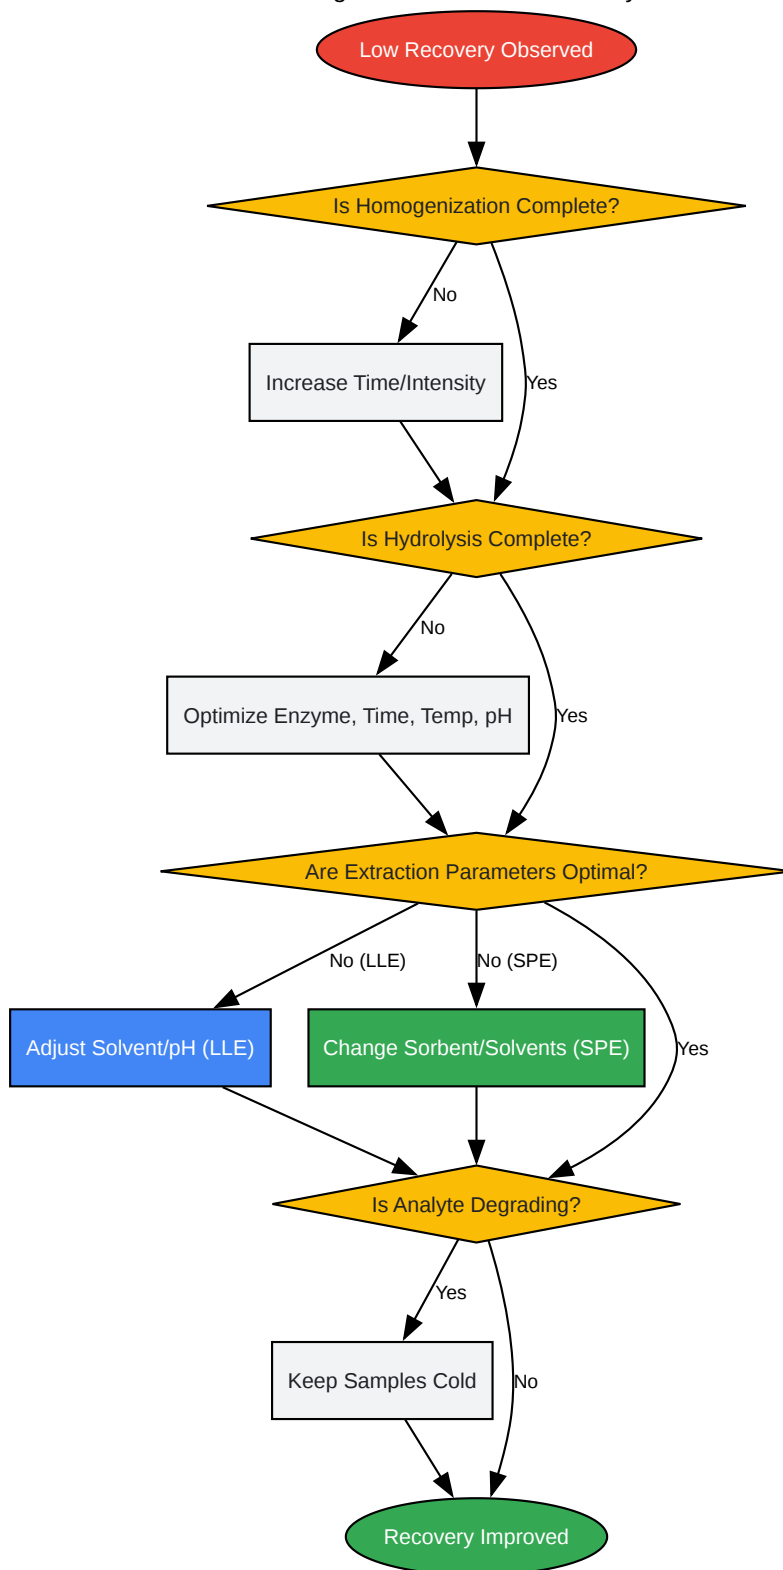 Low Recovery Observed
Is Homogenization Complete?
No
Increase Time/Intensity
Yes
Is Hydrolysis Complete?
No
Optimize Enzyme, Time, Temp, pH
Yes
Are Extraction Parameters Optimal?
No (LLE)
No (SPE)
Adjust Solvent/pH (LLE)
Change Sorbent/Solvents (SPE)
Yes
Is Analyte Degrading?
Yes
Keep Samples Cold
No
Recovery Improved